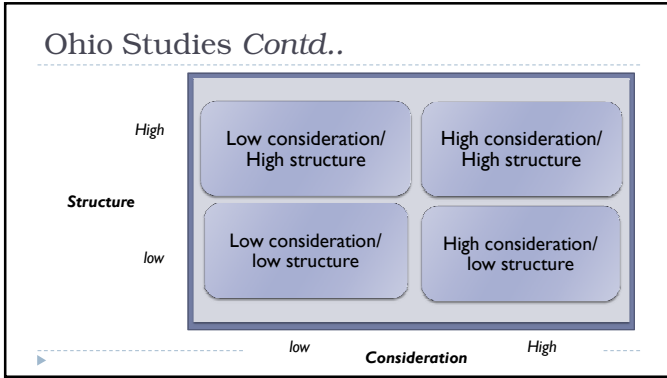 Ohio Studies Contd..
High
Low consideration/
High structure
High consideration/
High structure
Structure
low
Low consideration/
low structure
High consideration/
low structure
low
High
Consideration